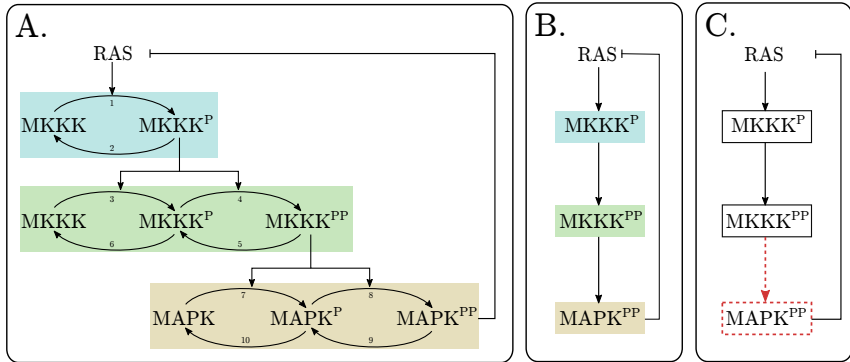 A.
RAS
1
MKKK MKKKᴾ
2
3 4
MKKK MKKKᴾ MKKKᴾᴾ
6 5
7 8
MAPK MAPKᴾ MAPKᴾᴾ
10 9
B.
RAS
MKKKᴾ
MKKKᴾᴾ
MAPKᴾᴾ
C.
RAS
MKKKᴾ
MKKKᴾᴾ
MAPKᴾᴾ